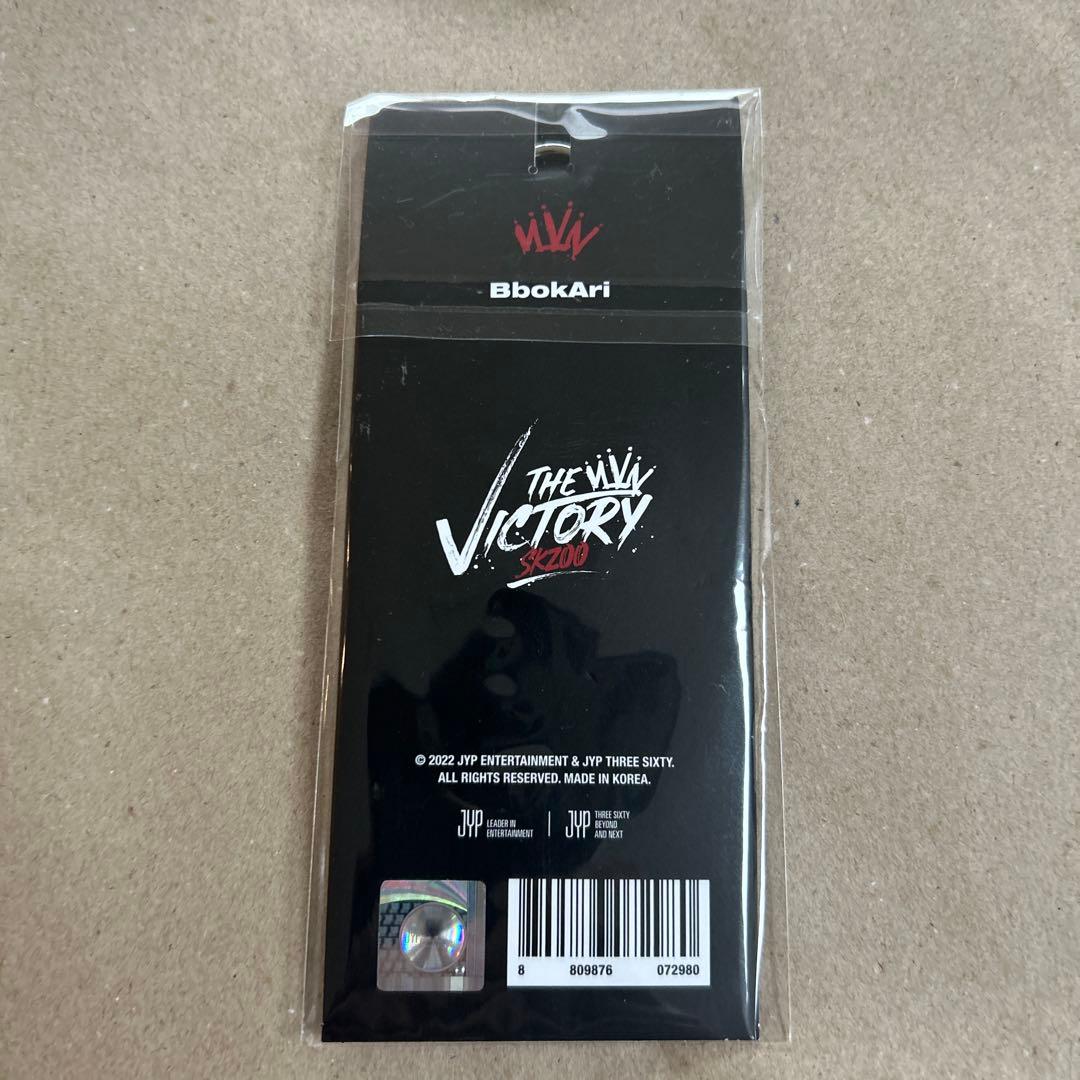 BbokAri
THE
VICTORY
SKZOO
© 2022 JYP ENTERTAINMENT & JYP THREE SIXTY.
ALL RIGHTS RESERVED. MADE IN KOREA.
JYP LEADER IN ENTERTAINMENT | JYP THREE SIXTY BEYOND AND NEXT
JYP
8 809876 072980